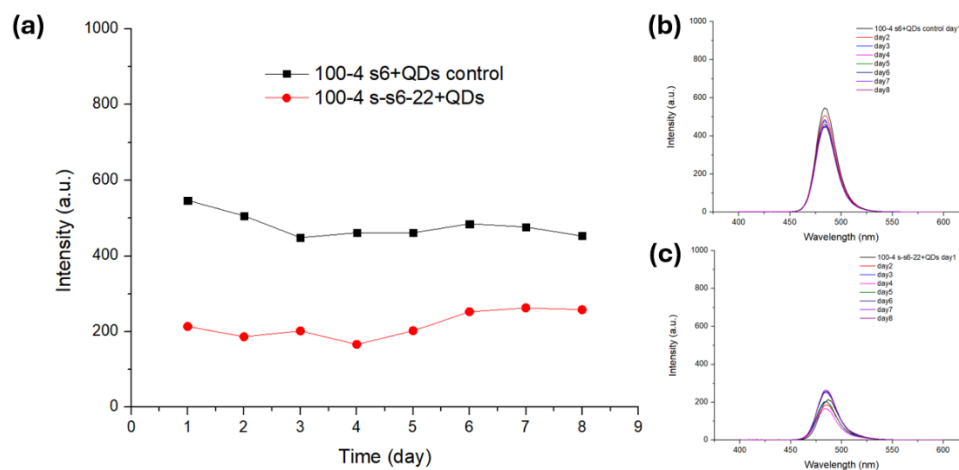 (a)
1000
800
600
400
200
0
Intensity (a.u.)
100-4 s6+QDs control
100-4 s-s6-22+QDs
0 1 2 3 4 5 6 7 8 9
Time (day)
(b)
1000
800
600
400
200
0
Intensity (a.u.)
100-4 s6+QDs control day1
day2
day3
day4
day5
day6
day7
day8
400 450 500 550 600
Wavelength (nm)
(c)
1000
800
600
400
200
0
Intensity (a.u.)
100-4 s-s6-22+QDs day1
day2
day3
day4
day5
day6
day7
day8
400 450 500 550 600
Wavelength (nm)